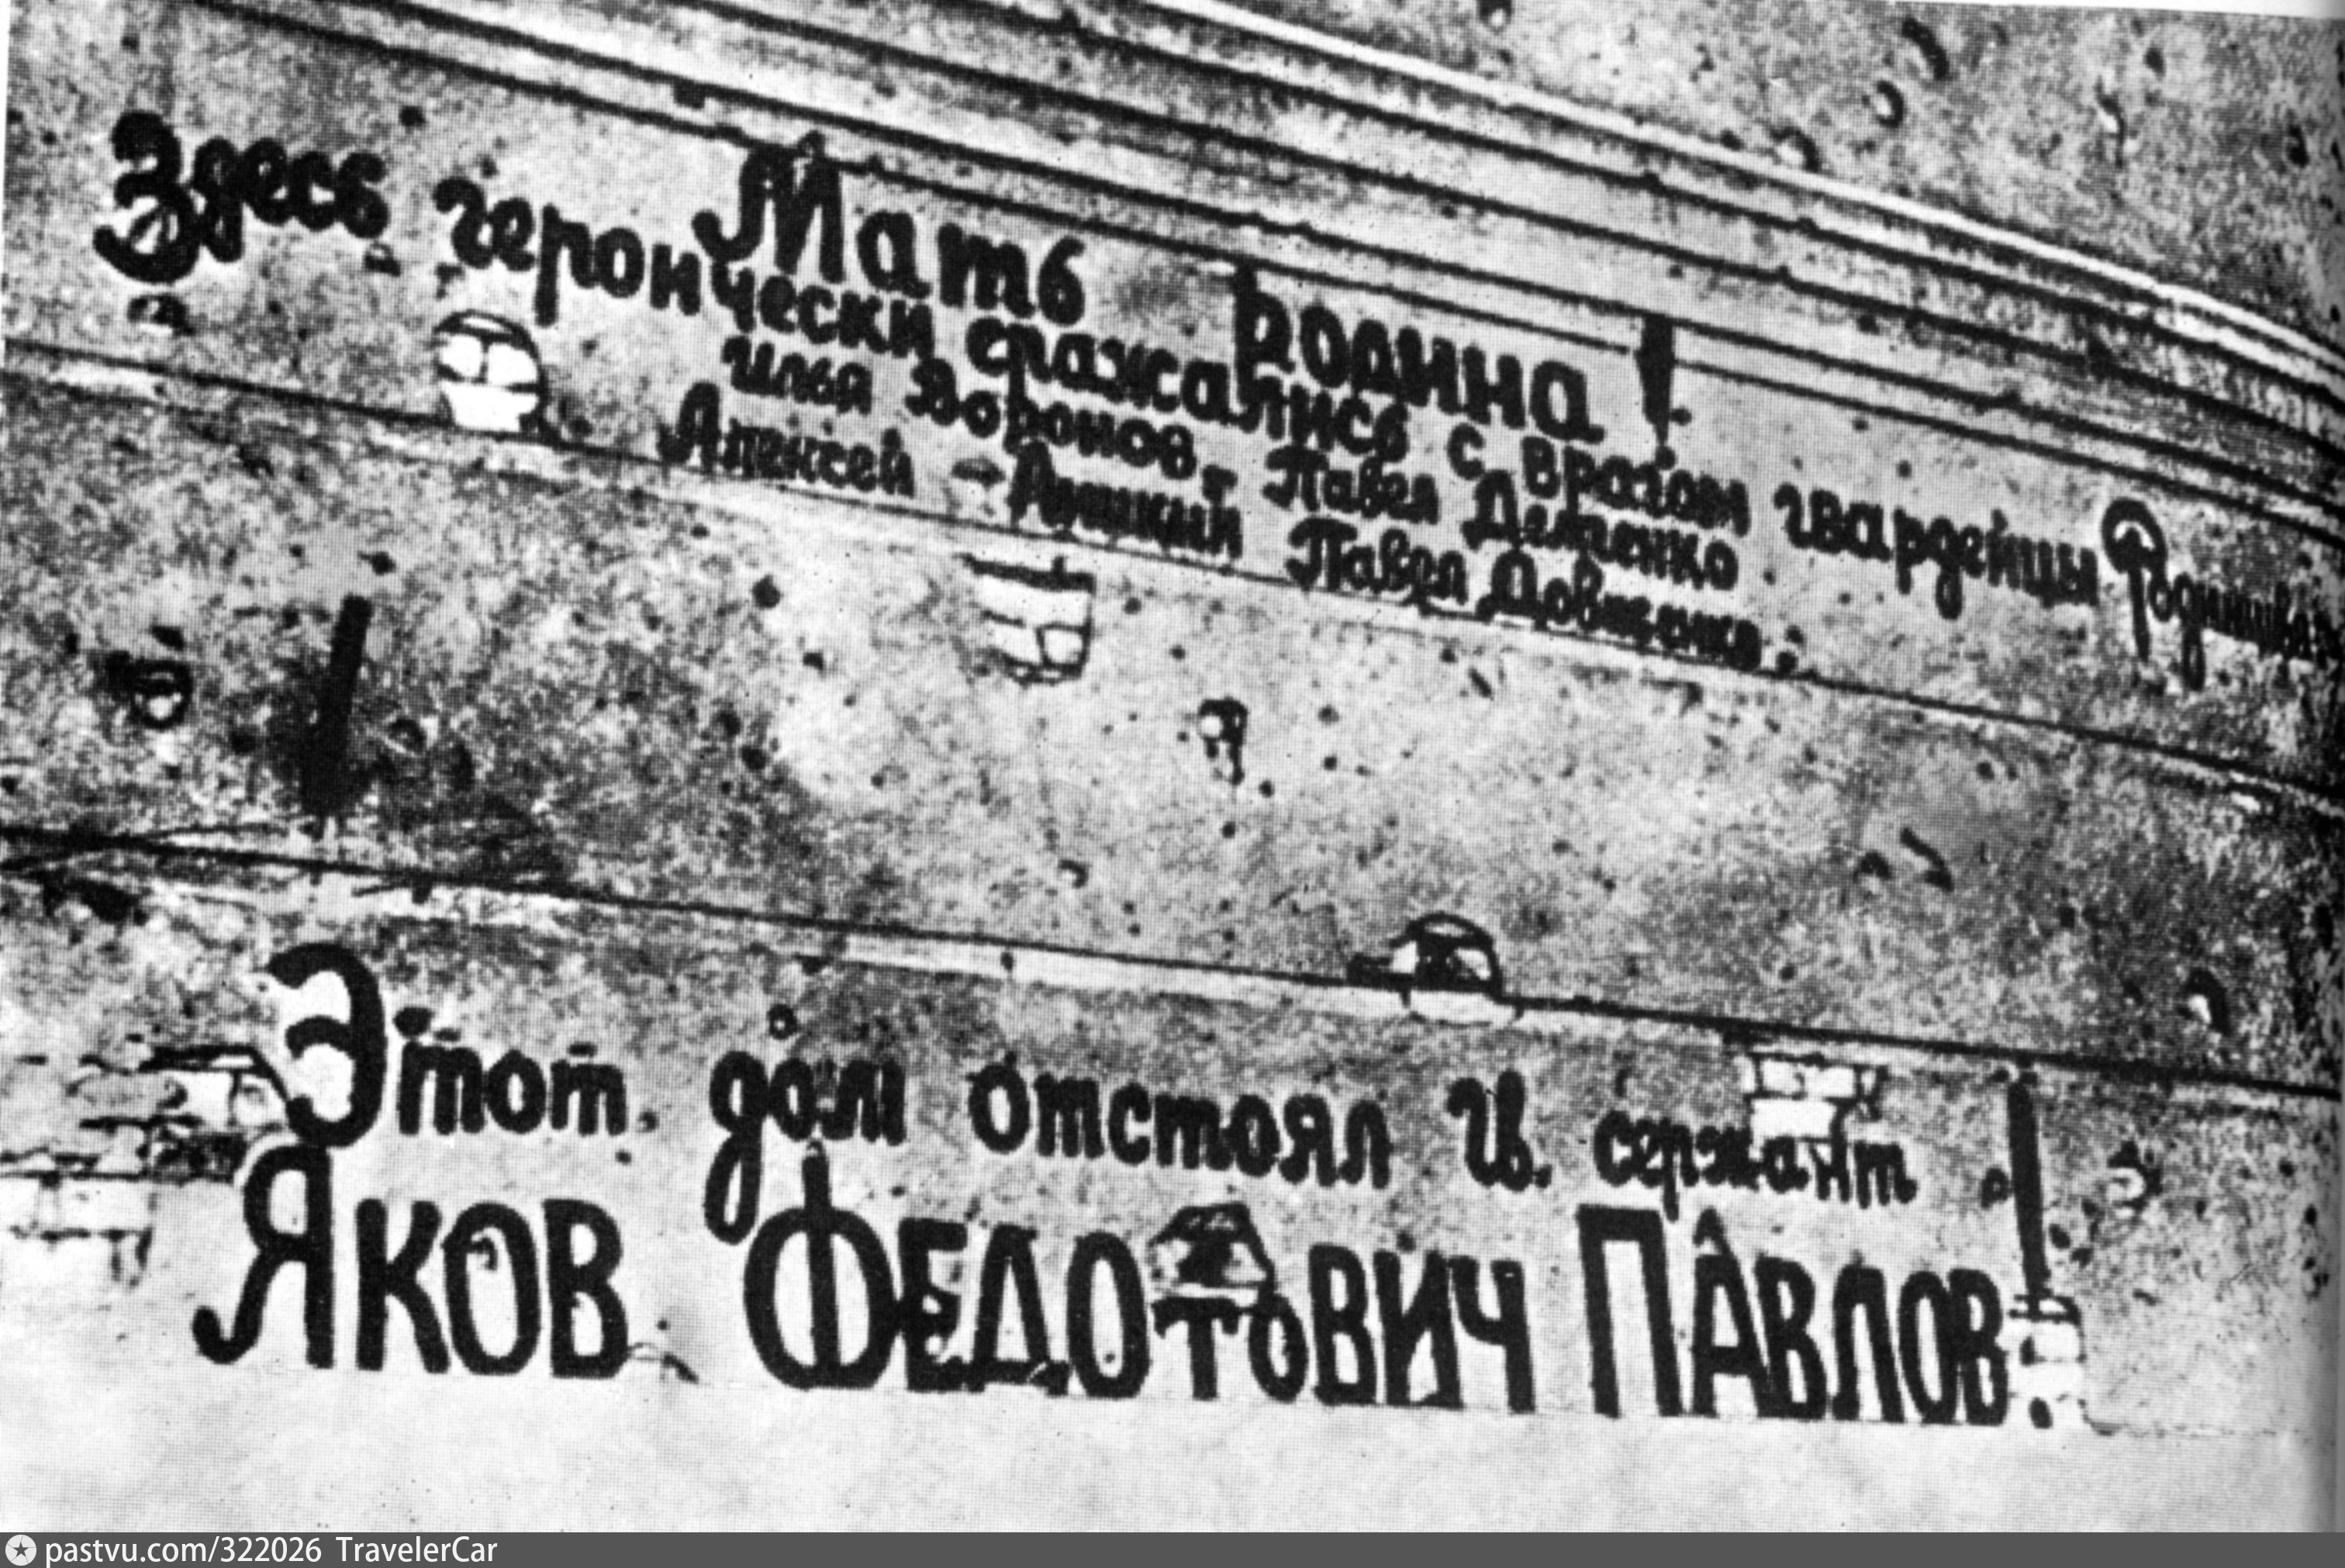 Мать Родина!
Здесь героически сражались с врагом гвардейцы Родимцева
Илья Воронов, Павел Демченко
Алексей Аникин Павел Довженко.
Этот дом отстоял гв. сержант
Яков Федотович Павлов!
pastvu.com/322026 TravelerCar